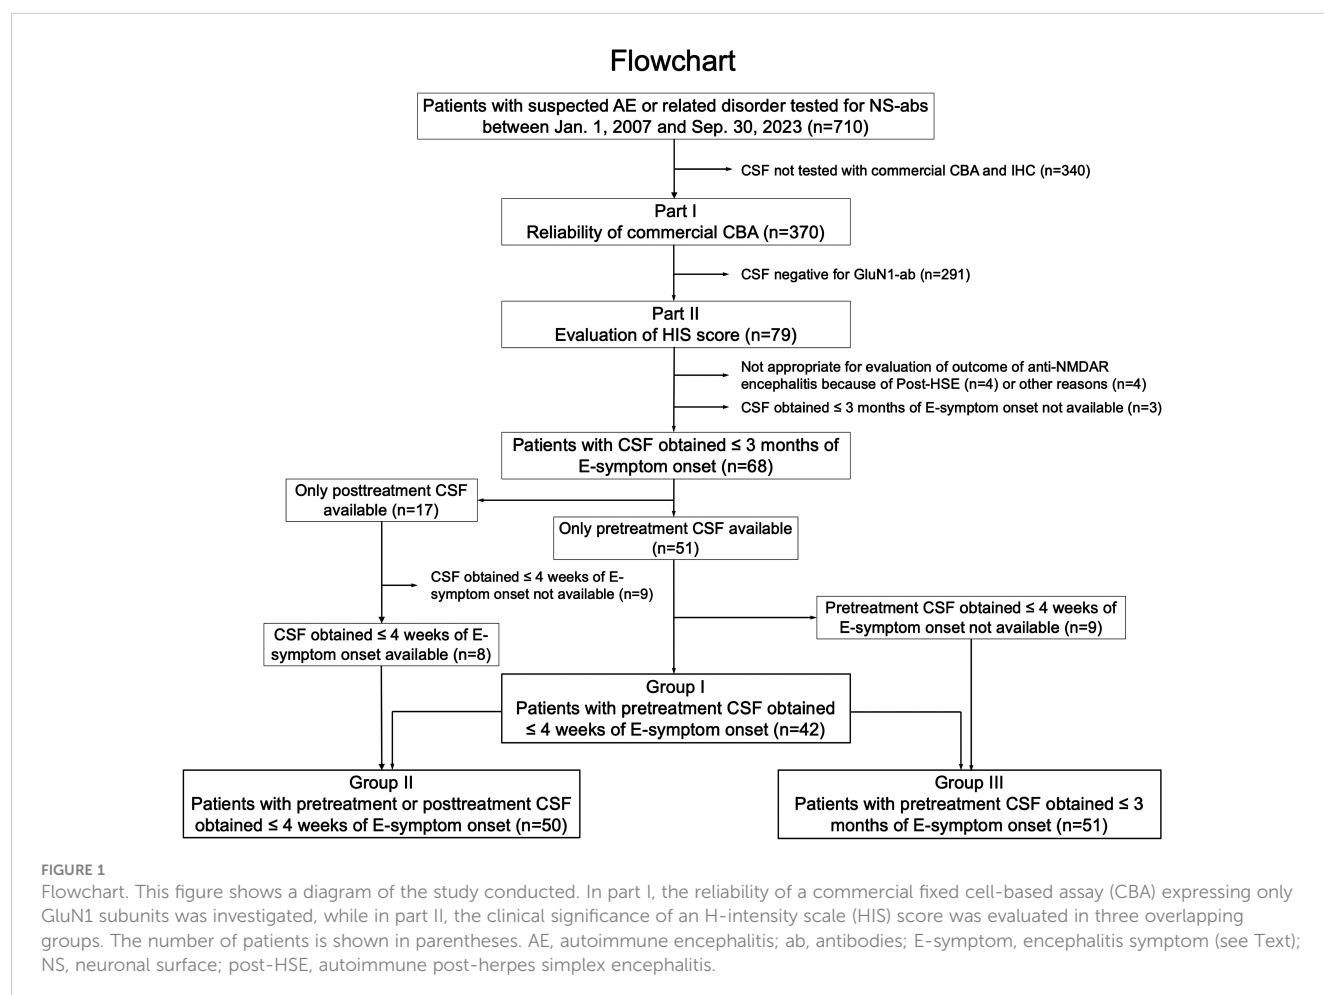 Flowchart
Patients with suspected AE or related disorder tested for NS-abs
between Jan. 1, 2007 and Sep. 30, 2023 (n=710)
CSF not tested with commercial CBA and IHC (n=340)
Part I
Reliability of commercial CBA (n=370)
CSF negative for GluN1-ab (n=291)
Part II
Evaluation of HIS score (n=79)
Not appropriate for evaluation of outcome of anti-NMDAR
encephalitis because of Post-HSE (n=4) or other reasons (n=4)
CSF obtained ≤ 3 months of E-symptom onset not available (n=3)
Patients with CSF obtained ≤ 3 months of
E-symptom onset (n=68)
Only posttreatment CSF
available (n=17)
Only pretreatment CSF available
(n=51)
CSF obtained ≤ 4 weeks of E-
symptom onset not available (n=9)
Pretreatment CSF obtained ≤ 4 weeks of
E-symptom onset not available (n=9)
CSF obtained ≤ 4 weeks of E-
symptom onset available (n=8)
Group I
Patients with pretreatment CSF obtained
≤ 4 weeks of E-symptom onset (n=42)
Group II
Patients with pretreatment or posttreatment CSF
obtained ≤ 4 weeks of E-symptom onset (n=50)
Group III
Patients with pretreatment CSF obtained ≤ 3
months of E-symptom onset (n=51)
FIGURE 1
Flowchart. This figure shows a diagram of the study conducted. In part I, the reliability of a commercial fixed cell-based assay (CBA) expressing only
GluN1 subunits was investigated, while in part II, the clinical significance of an H-intensity scale (HIS) score was evaluated in three overlapping
groups. The number of patients is shown in parentheses. AE, autoimmune encephalitis; ab, antibodies; E-symptom, encephalitis symptom (see Text);
NS, neuronal surface; post-HSE, autoimmune post-herpes simplex encephalitis.